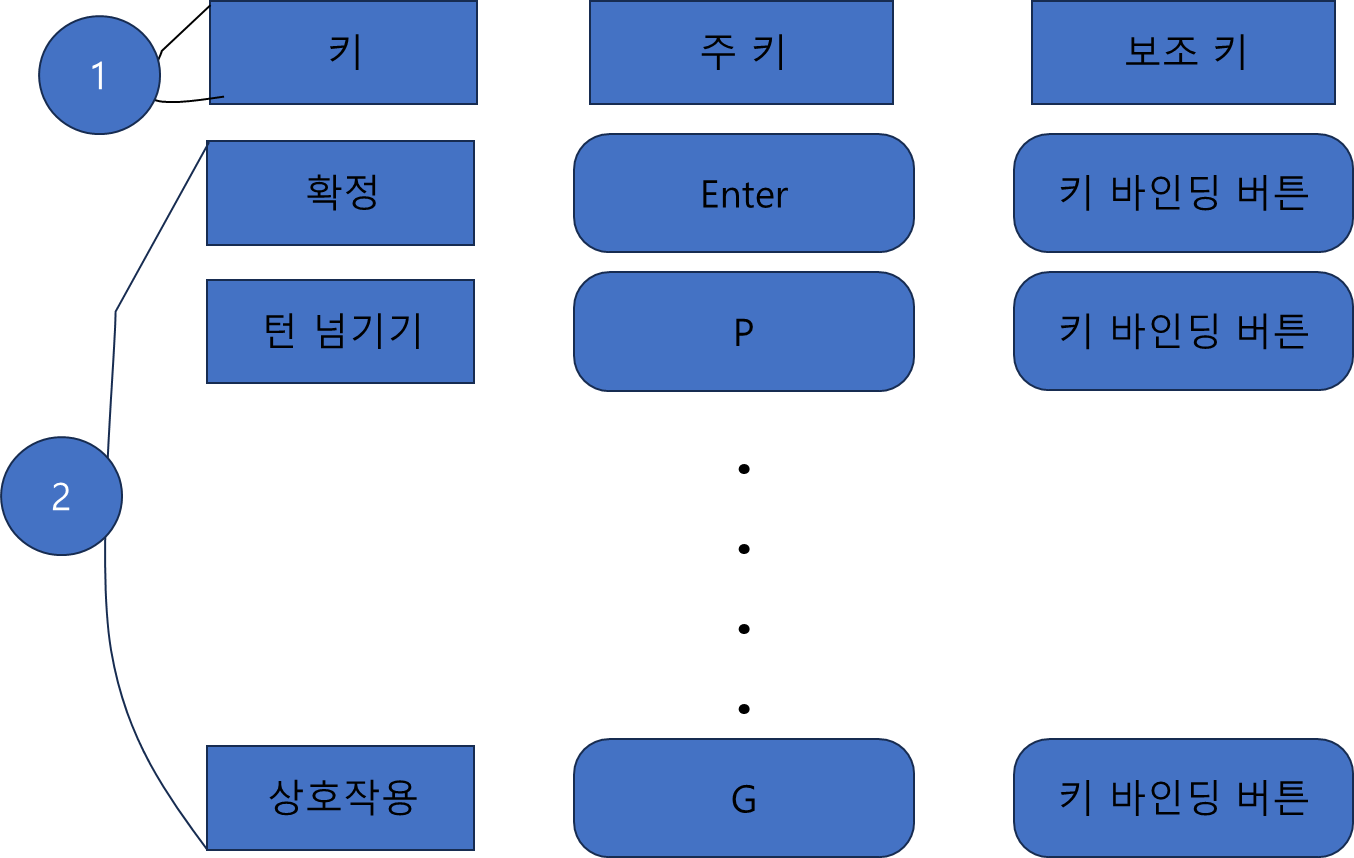 1
키
주 키
보조 키
확정
Enter
키 바인딩 버튼
턴 넘기기
P
키 바인딩 버튼
2
상호작용
G
키 바인딩 버튼